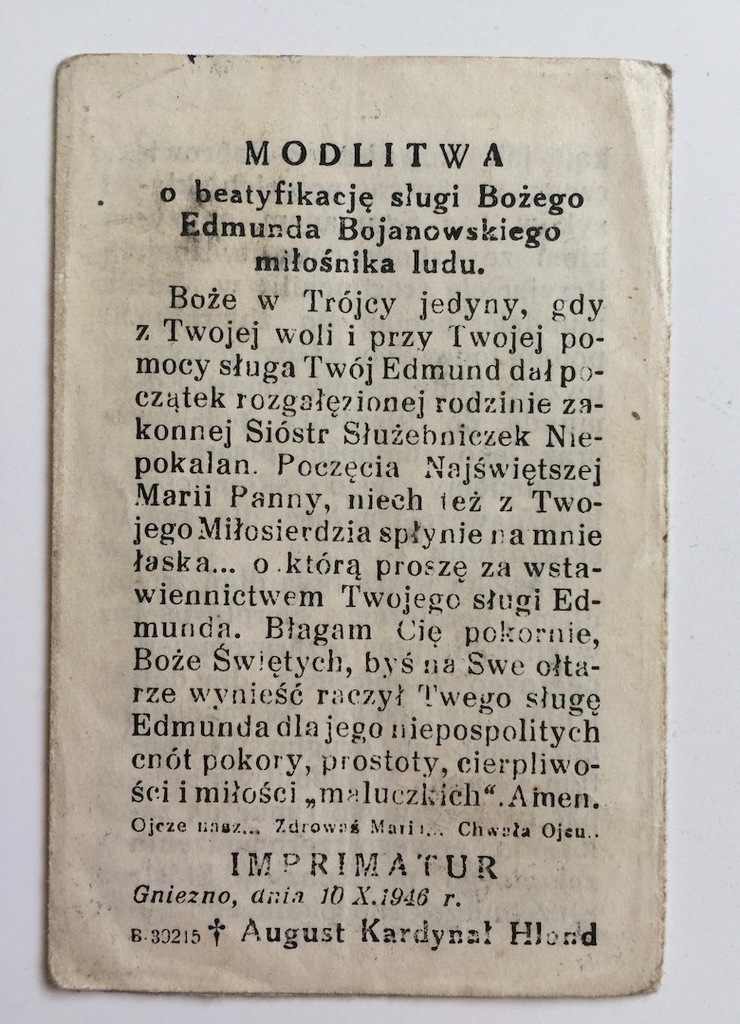 MODLITWA
o beatyfikację sługi Bożego
Edmunda Bojanowskiego
miłośnika ludu.
Boże w Trójcy jedyny, gdy
z Twojej woli i przy Twojej po-
mocy sługa Twój Edmund dał po-
czątek rozgałęzionej rodzinie za-
konnej Sióstr Służebniczek Nie-
pokalan. Poczęcia Najświętszej
Marii Panny, niech też z Two-
jego Miłosierdzia spłynie na mnie
łaska... o którą proszę za wsta-
wiennictwem Twojego sługi Ed-
munda. Błagam Cię pokornie,
Boże Świętych, byś na Swe ołta-
rze wynieść raczył Twego sługę
Edmunda dla jego niepospolitych
cnót pokory, prostoty, cierpliwo-
ści i miłości „maluczkich“. Amen.
Ojcze nasz... Zdrowaś Mario... Chwała Ojcu..
IMPRIMATUR
Gniezno, dnia 10 X.1946 r.
B-30215 † August Kardynał Hlond